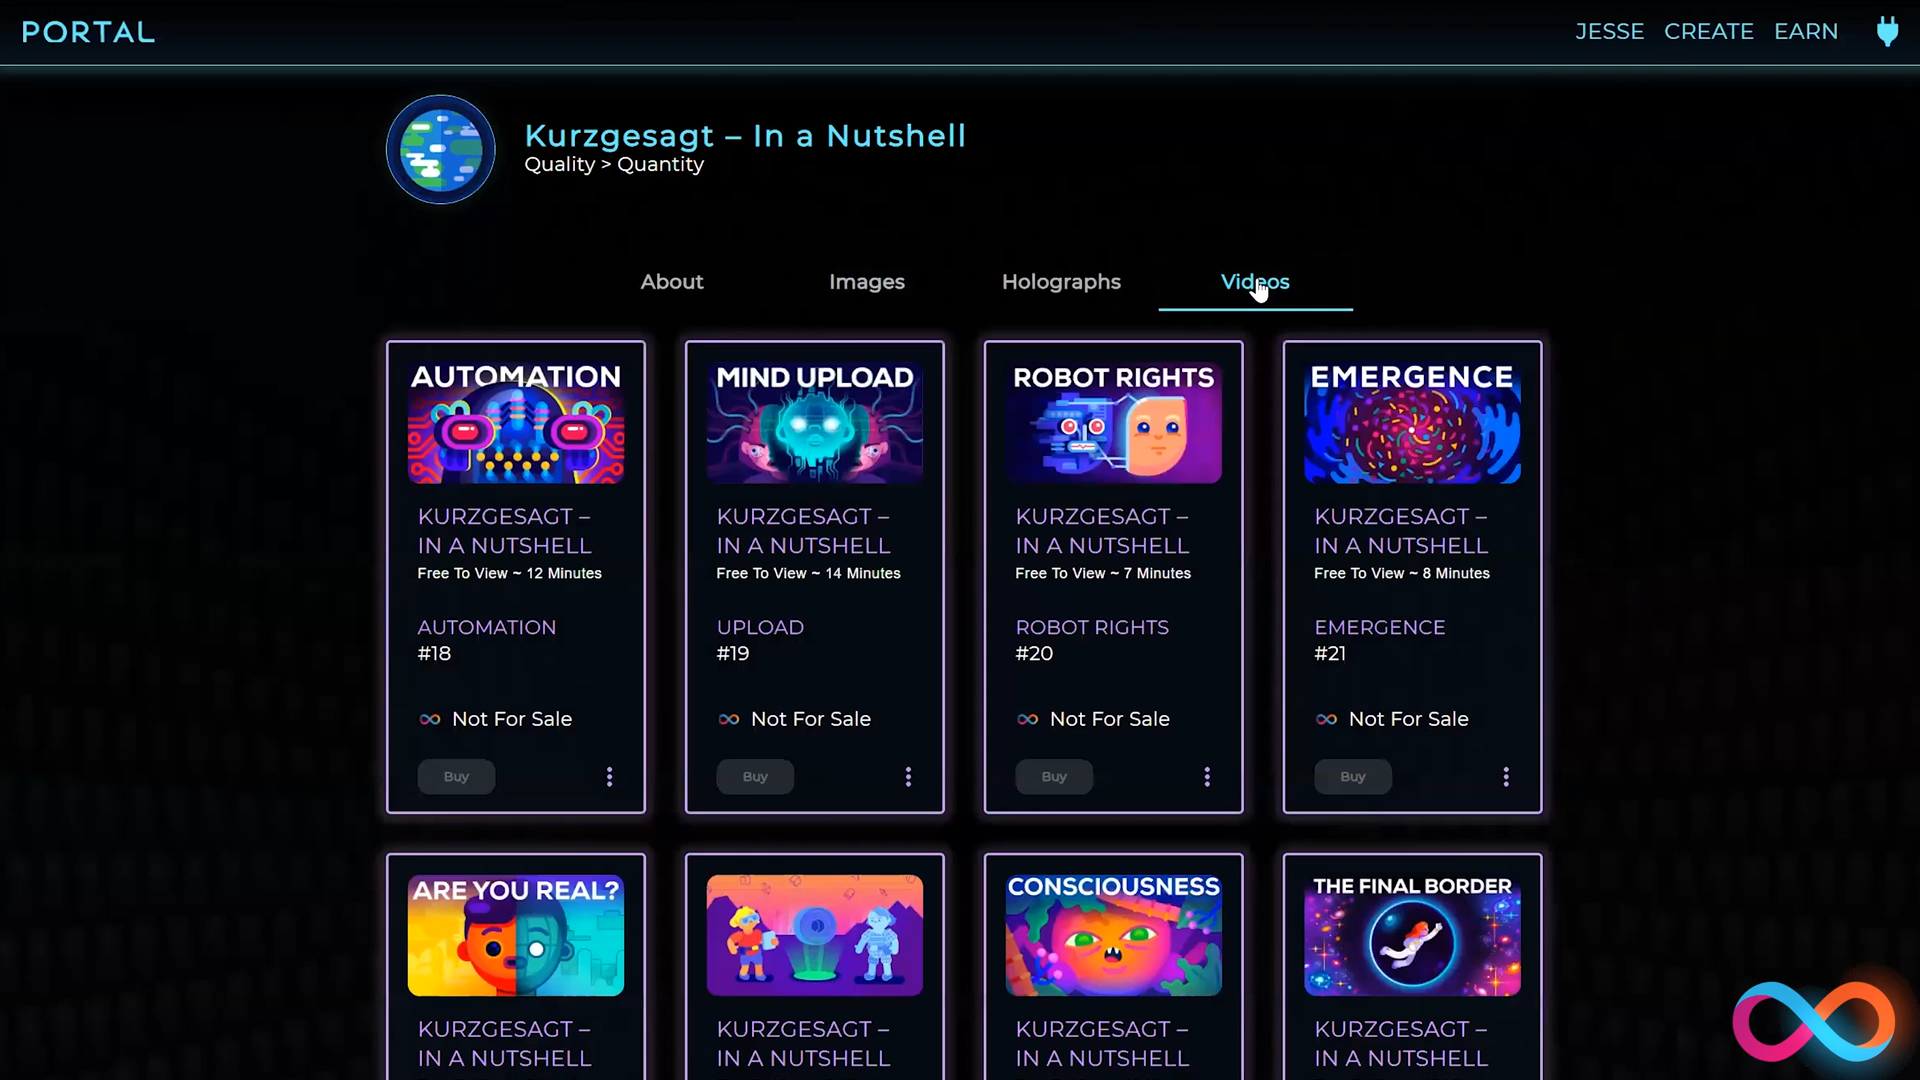 PORTAL
JESSE CREATE EARN
Kurzgesagt – In a Nutshell
Quality > Quantity
About Images Holographs Videos
AUTOMATION
KURZGESAGT –
IN A NUTSHELL
Free To View ~ 12 Minutes
AUTOMATION
#18
Not For Sale
Buy
MIND UPLOAD
KURZGESAGT –
IN A NUTSHELL
Free To View ~ 14 Minutes
UPLOAD
#19
Not For Sale
Buy
ROBOT RIGHTS
KURZGESAGT –
IN A NUTSHELL
Free To View ~ 7 Minutes
ROBOT RIGHTS
#20
Not For Sale
Buy
EMERGENCE
KURZGESAGT –
IN A NUTSHELL
Free To View ~ 8 Minutes
EMERGENCE
#21
Not For Sale
Buy
ARE YOU REAL?
KURZGESAGT –
IN A NUTSHELL
KURZGESAGT –
IN A NUTSHELL
CONSCIOUSNESS
KURZGESAGT –
IN A NUTSHELL
THE FINAL BORDER
KURZGESAGT –
IN A NUTSHELL